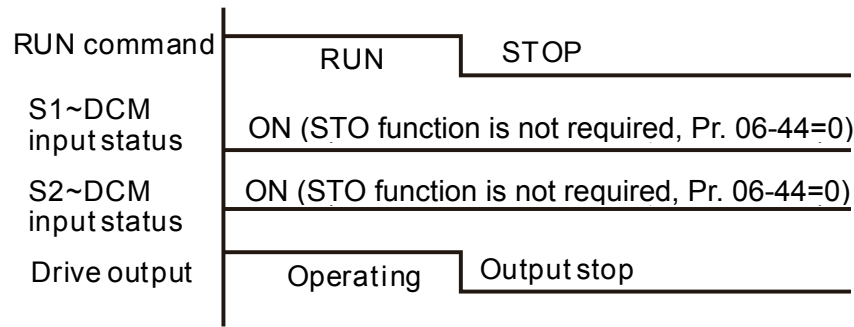 RUN command
RUN
STOP
S1~DCM
input status
ON (STO function is not required, Pr. 06-44=0)
S2~DCM
input status
ON (STO function is not required, Pr. 06-44=0)
Drive output
Operating
Output stop